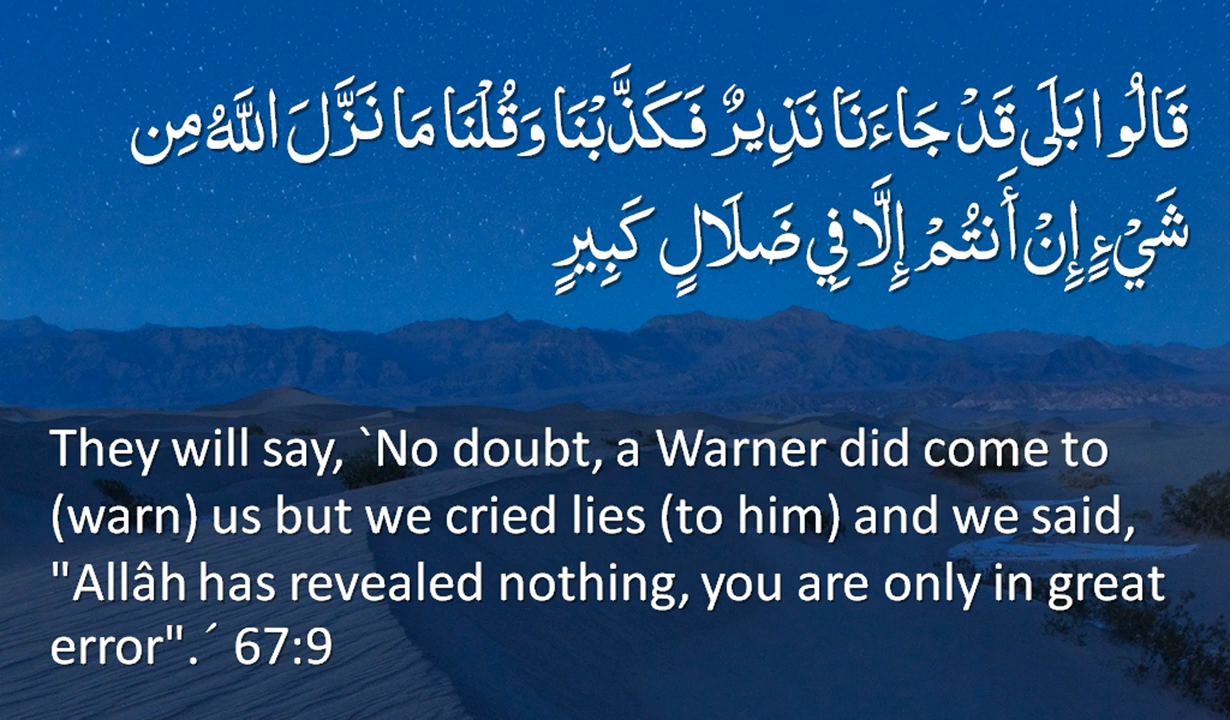 قَالُوا بَلَى قَدْ جَاءَنَا نَذِيرٌ فَكَذَّبْنَا وَقُلْنَا مَا نَزَّلَ اللَّهُ مِن
شَيْءٍ إِنْ أَنتُمْ إِلَّا فِي ضَلَالٍ كَبِيرٍ
They will say, `No doubt, a Warner did come to
(warn) us but we cried lies (to him) and we said,
"Allâh has revealed nothing, you are only in great
error".´ 67:9